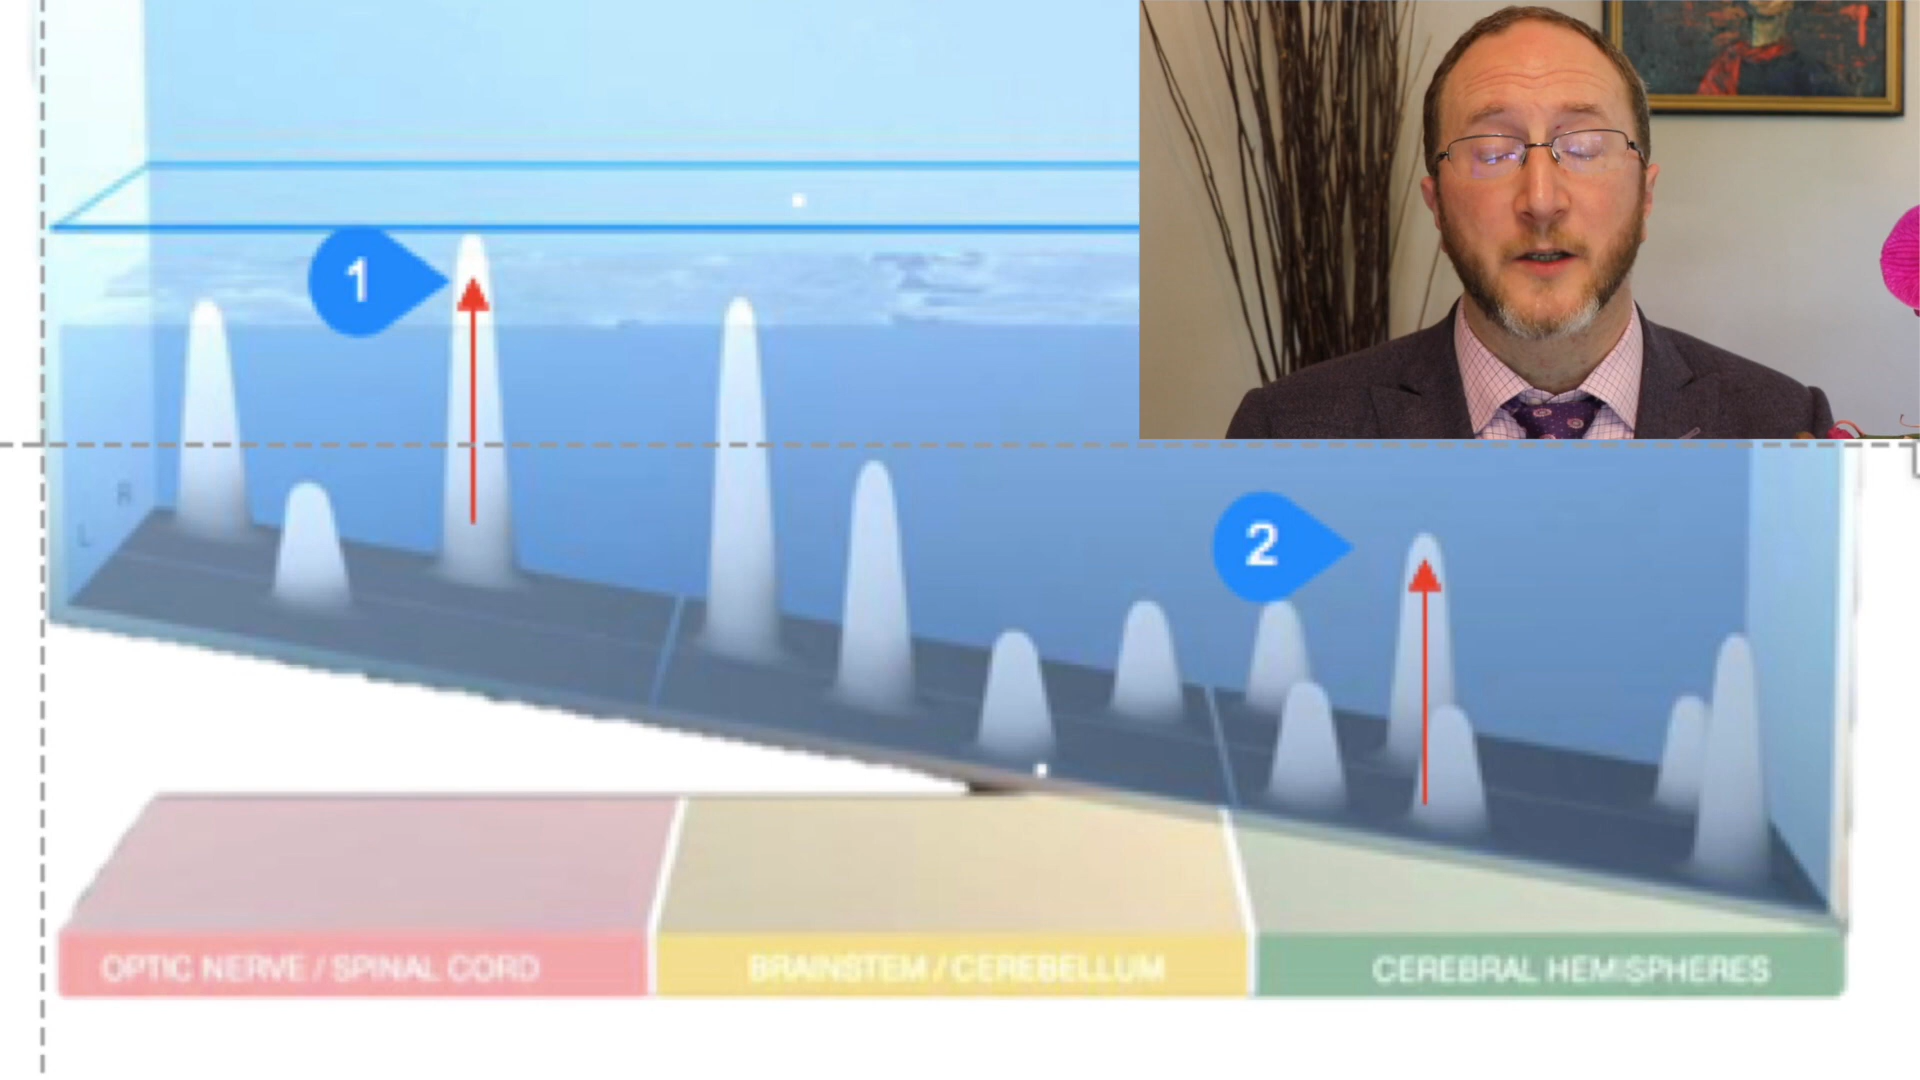 1
R
L
2
OPTIC NERVE / SPINAL CORD
BRAINSTEM / CEREBELLUM
CEREBRAL HEMISPHERES